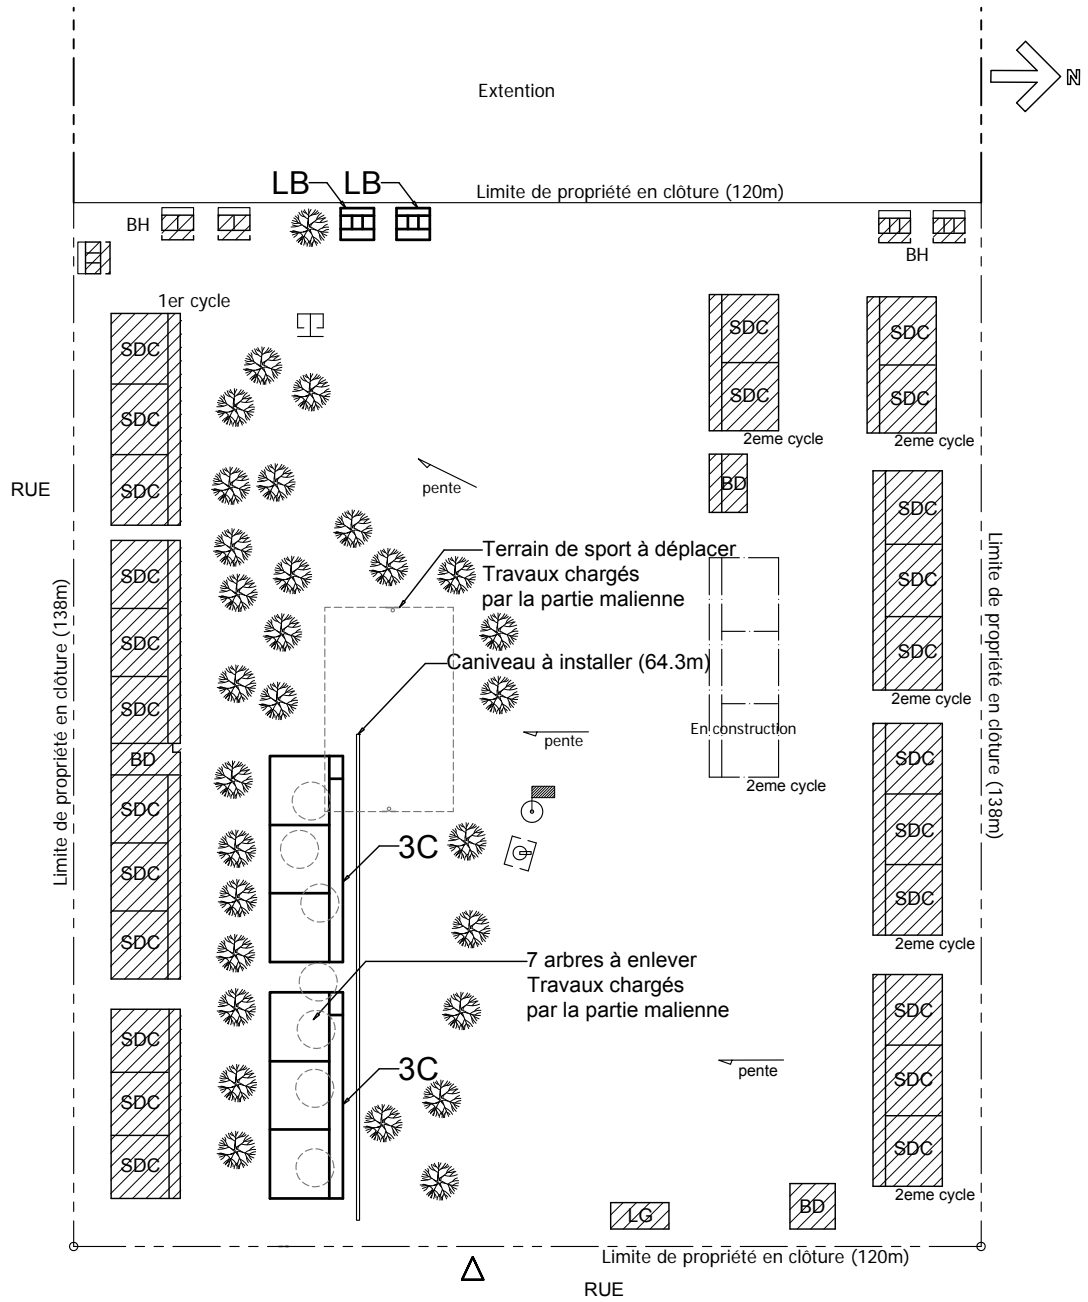 Extention
N
LB
LB
Limite de propriété en clôture (120m)
BH
BH
1er cycle
SDC
SDC
SDC
SDC
SDC
SDC
SDC
2eme cycle
2eme cycle
RUE
pente
BD
SDC
SDC
SDC
2eme cycle
Limite de propriété en clôture (138m)
Terrain de sport à déplacer
Travaux chargés
par la partie malienne
Caniveau à installer (64.3m)
SDC
SDC
SDC
BD
SDC
SDC
SDC
Limite de propriété en clôture (138m)
pente
En construction
2eme cycle
SDC
SDC
SDC
2eme cycle
3C
7 arbres à enlever
Travaux chargés
par la partie malienne
3C
pente
SDC
SDC
SDC
SDC
SDC
SDC
2eme cycle
LG
BD
Limite de propriété en clôture (120m)
RUE